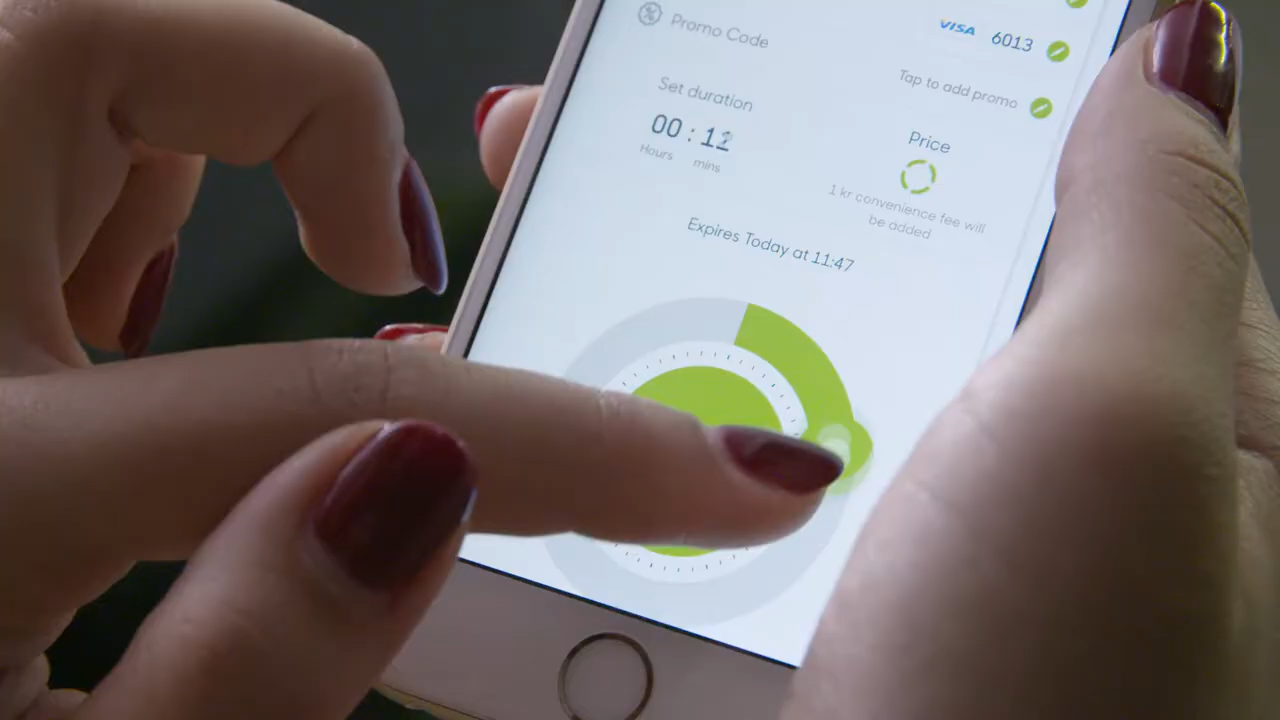 Promo Code
VISA 6013
Tap to add promo
Set duration
00 :
Hours mins
Price
1 kr convenience fee will
be added
Expires Today at 11:47